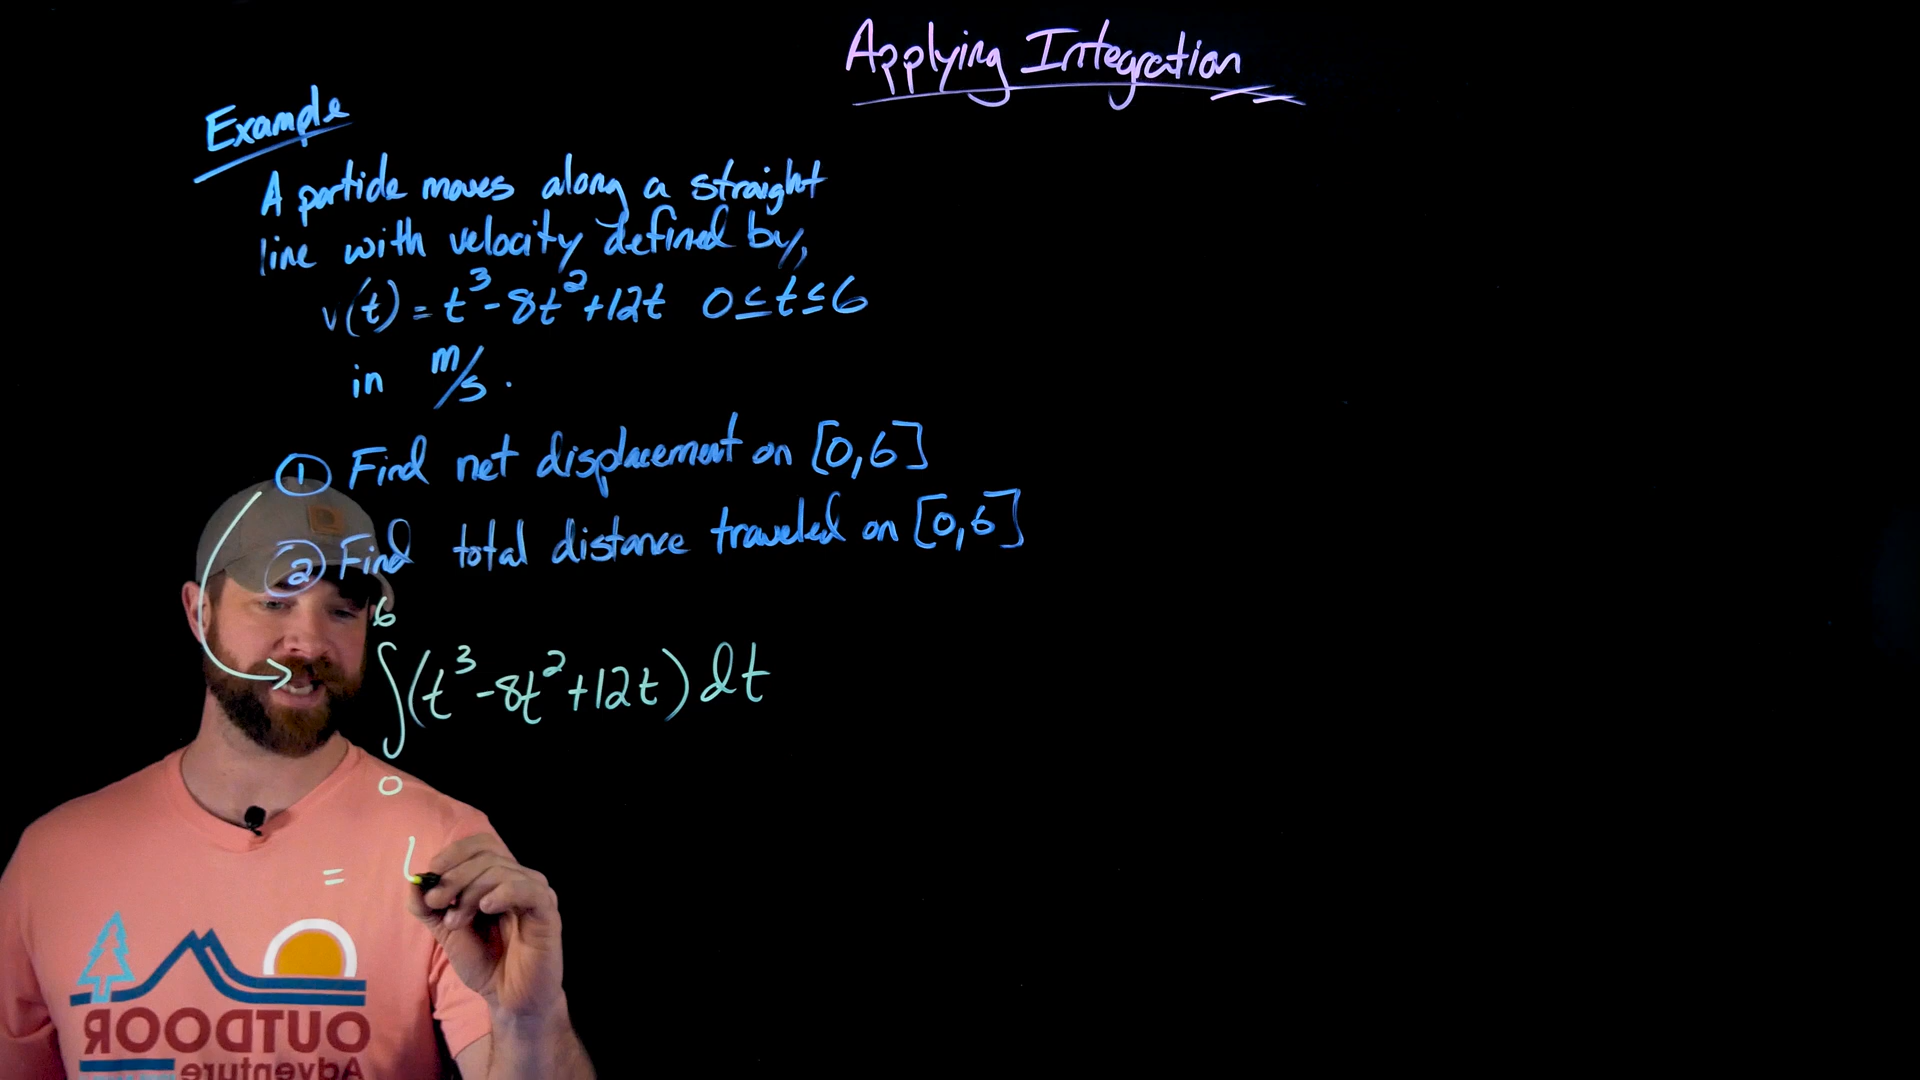 Applying Integration
Example
A particle moves along a straight
line with velocity defined by,
v(t) = t³-8t²+12t 0≤t≤6
in m/s.
① Find net displacement on [0,6]
② Find total distance traveled on [0,6]
∫₀⁶(t³-8t²+12t)dt
=
OUTDOOR
Adventure